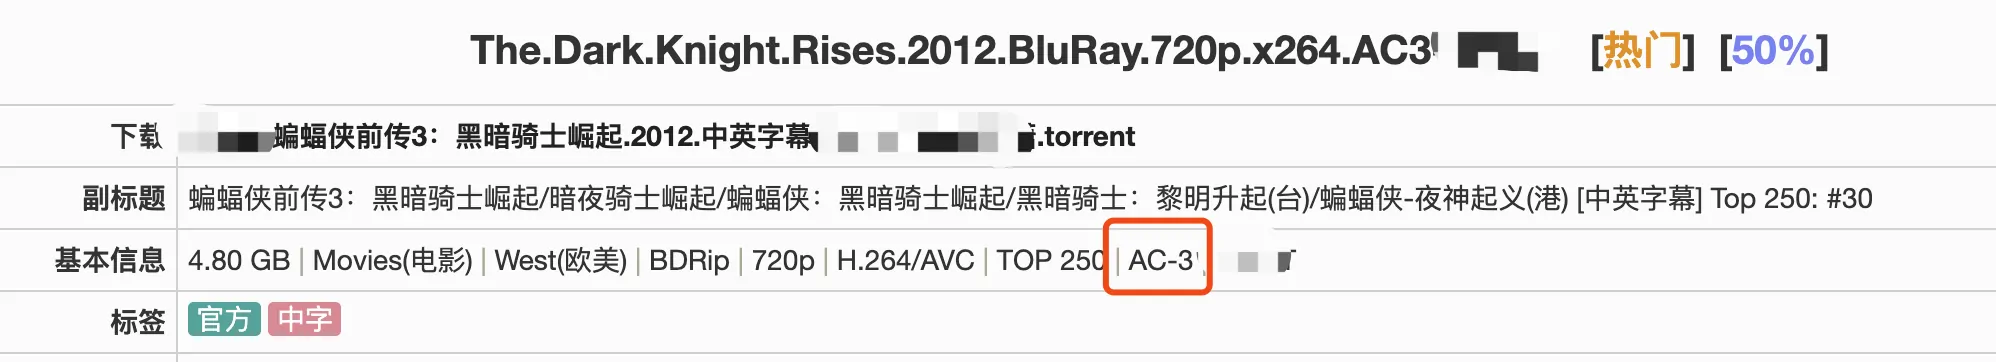 The.Dark.Knight.Rises.2012.BluRay.720p.x264.AC3 [热门] [50%]
下载 蝙蝠侠前传3：黑暗骑士崛起.2012.中英字幕 .torrent
副标题 蝙蝠侠前传3：黑暗骑士崛起/暗夜骑士崛起/蝙蝠侠：黑暗骑士崛起/黑暗骑士：黎明升起(台)/蝙蝠侠-夜神起义(港) [中英字幕] Top 250: #30
基本信息 4.80 GB | Movies(电影) | West(欧美) | BDRip | 720p | H.264/AVC | TOP 250 | AC-3
标签 官方 中字